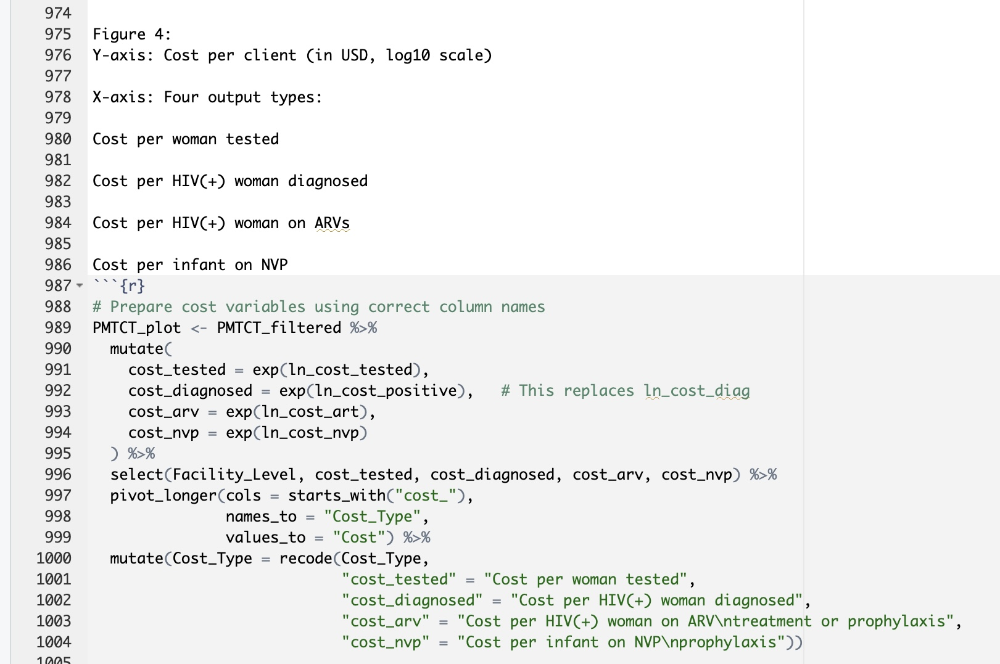 974
975 Figure 4:
976 Y-axis: Cost per client (in USD, log10 scale)
977
978 X-axis: Four output types:
979
980 Cost per woman tested
981
982 Cost per HIV(+) woman diagnosed
983
984 Cost per HIV(+) woman on ARVs
985
986 Cost per infant on NVP
987 ```{r}
988 # Prepare cost variables using correct column names
989 PMTCT_plot <- PMTCT_filtered %>%
990   mutate(
991     cost_tested = exp(ln_cost_tested),
992     cost_diagnosed = exp(ln_cost_positive),   # This replaces ln_cost_diag
993     cost_arv = exp(ln_cost_art),
994     cost_nvp = exp(ln_cost_nvp)
995   ) %>%
996   select(Facility_Level, cost_tested, cost_diagnosed, cost_arv, cost_nvp) %>%
997   pivot_longer(cols = starts_with("cost_"),
998                names_to = "Cost_Type",
999                values_to = "Cost") %>%
1000   mutate(Cost_Type = recode(Cost_Type,
1001                             "cost_tested" = "Cost per woman tested",
1002                             "cost_diagnosed" = "Cost per HIV(+) woman diagnosed",
1003                             "cost_arv" = "Cost per HIV(+) woman on ARV\ntreatment or prophylaxis",
1004                             "cost_nvp" = "Cost per infant on NVP\nprophylaxis"))
1005